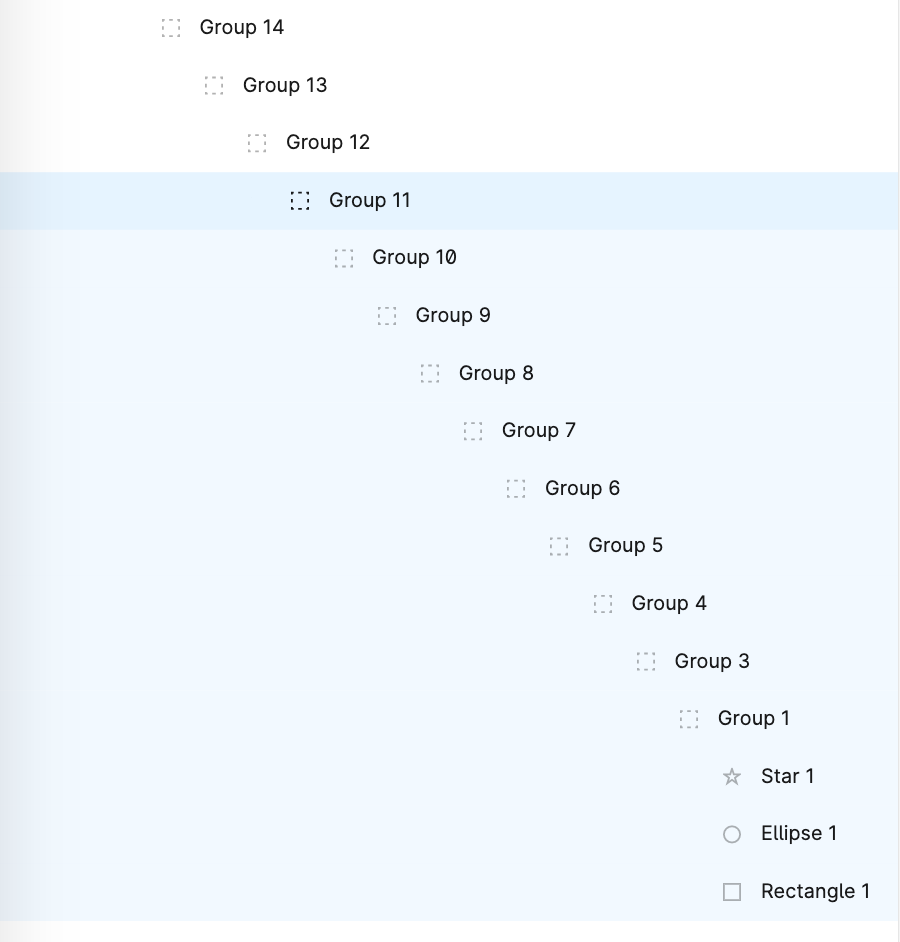 Group 14
Group 13
Group 12
Group 11
Group 10
Group 9
Group 8
Group 7
Group 6
Group 5
Group 4
Group 3
Group 1
Star 1
Ellipse 1
Rectangle 1